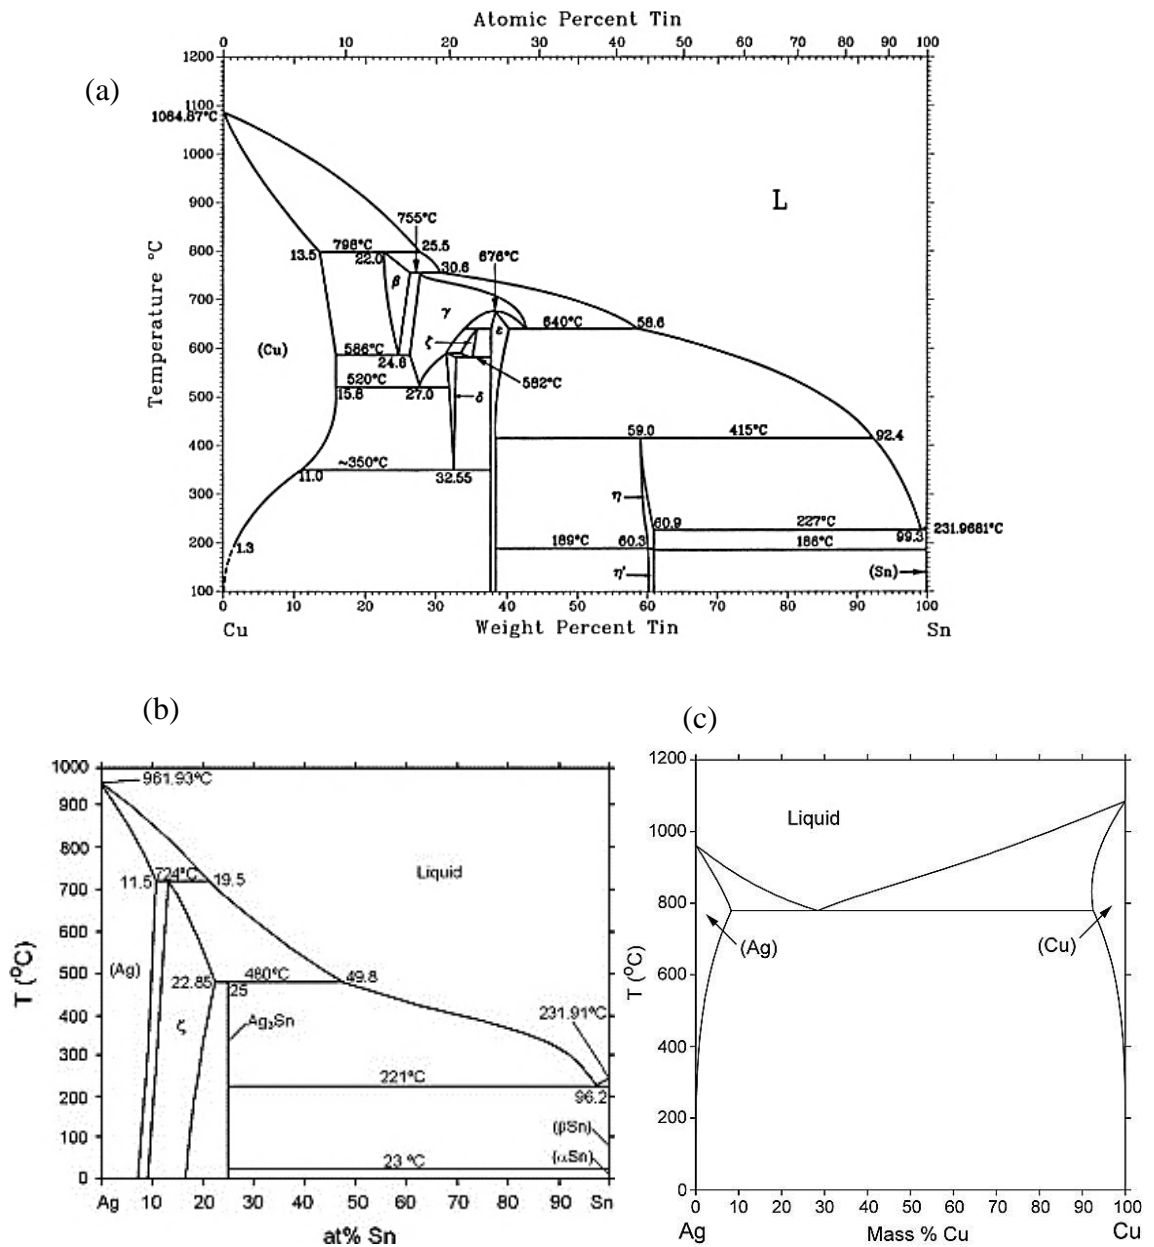 Atomic Percent Tin
0 10 20 30 40 50 60 70 80 90 100
(a)
1200
1100
1084.87°C
1000
900
800
700
600
500
400
300
200
100
Temperature °C
L
755°C
798°C
25.5
13.5
22.0
676°C
30.6
β
γ
ε
640°C
58.6
(Cu)
ζ
586°C
24.6
582°C
520°C
15.8
27.0
δ
59.0
415°C
92.4
~350°C
11.0
32.55
η
60.9
227°C
231.9681°C
99.3
1.3
189°C
60.3
186°C
η'
(Sn)
0 10 20 30 40 50 60 70 80 90 100
Cu
Weight Percent Tin
Sn
(b)
1000
900
800
700
600
500
400
300
200
100
0
T (°C)
961.93°C
724°C
11.5
19.5
Liquid
(Ag)
22.85
480°C
49.8
25
ζ
Ag₃Sn
231.91°C
221°C
96.2
(βSn)
(αSn)
23 °C
Ag 10 20 30 40 50 60 70 80 90 Sn
at% Sn
(c)
1200
1000
800
600
400
200
0
T (°C)
Liquid
(Ag)
(Cu)
0 10 20 30 40 50 60 70 80 90 100
Ag
Mass % Cu
Cu